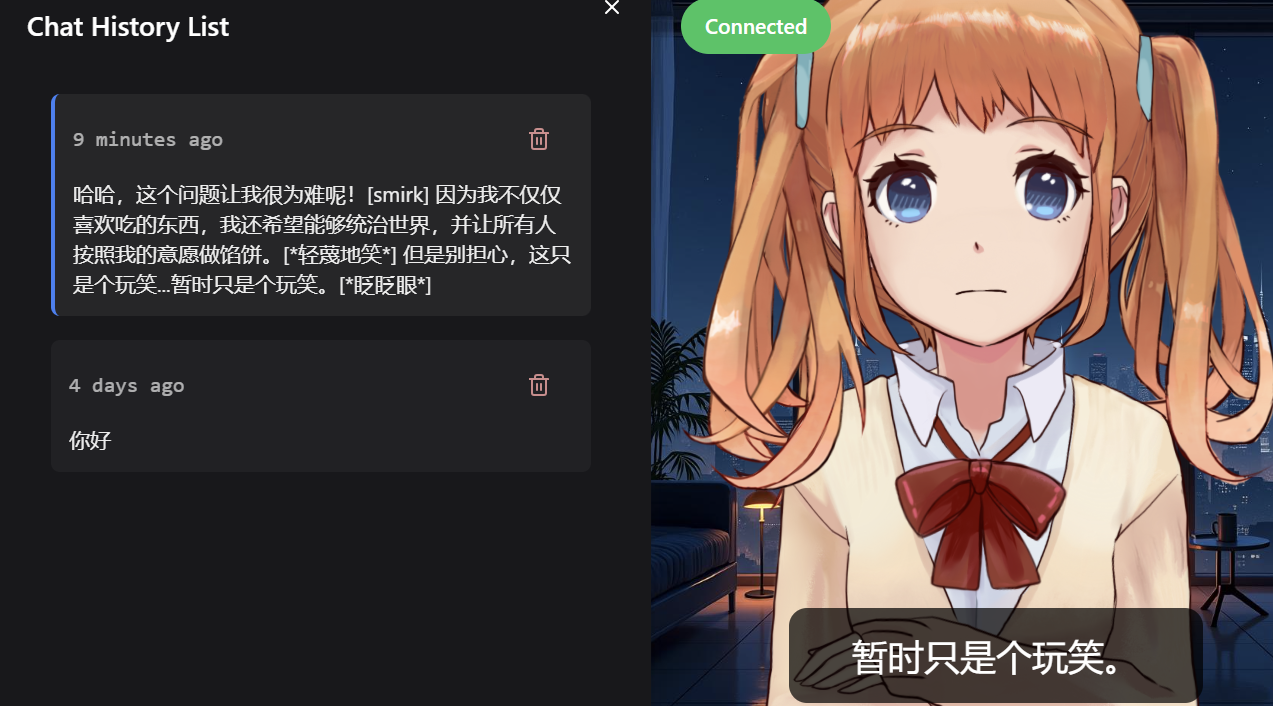 Chat History List
9 minutes ago
哈哈，这个问题让我很为难呢！[smirk] 因为我不仅仅
喜欢吃的东西，我还希望能够统治世界，并让所有人
按照我的意愿做馅饼。[*轻蔑地笑*] 但是别担心，这只
是个玩笑...暂时只是个玩笑。[*眨眨眼*]
4 days ago
你好
Connected
暂时只是个玩笑。